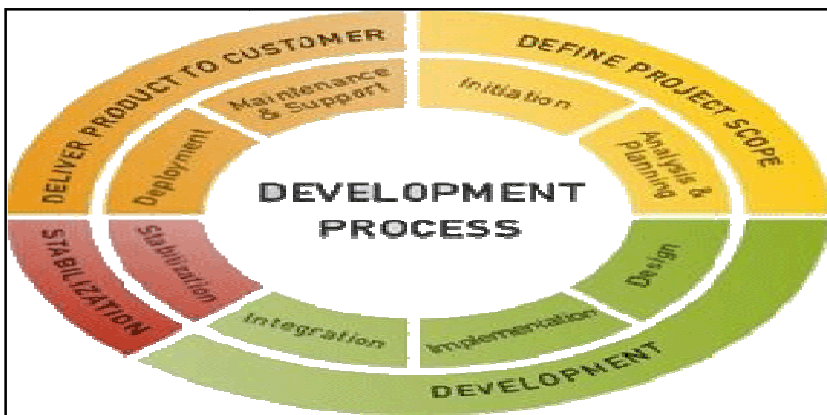 DEVELOPMENT
PROCESS
DEFINE PROJECT SCOPE
Initiation
Analysis &
Planning
DEVELOPMENT
Design
Implementation
Integration
STABILIZATION
Stabilization
DELIVER PRODUCT TO CUSTOMER
Deployment
Maintenance
& Support